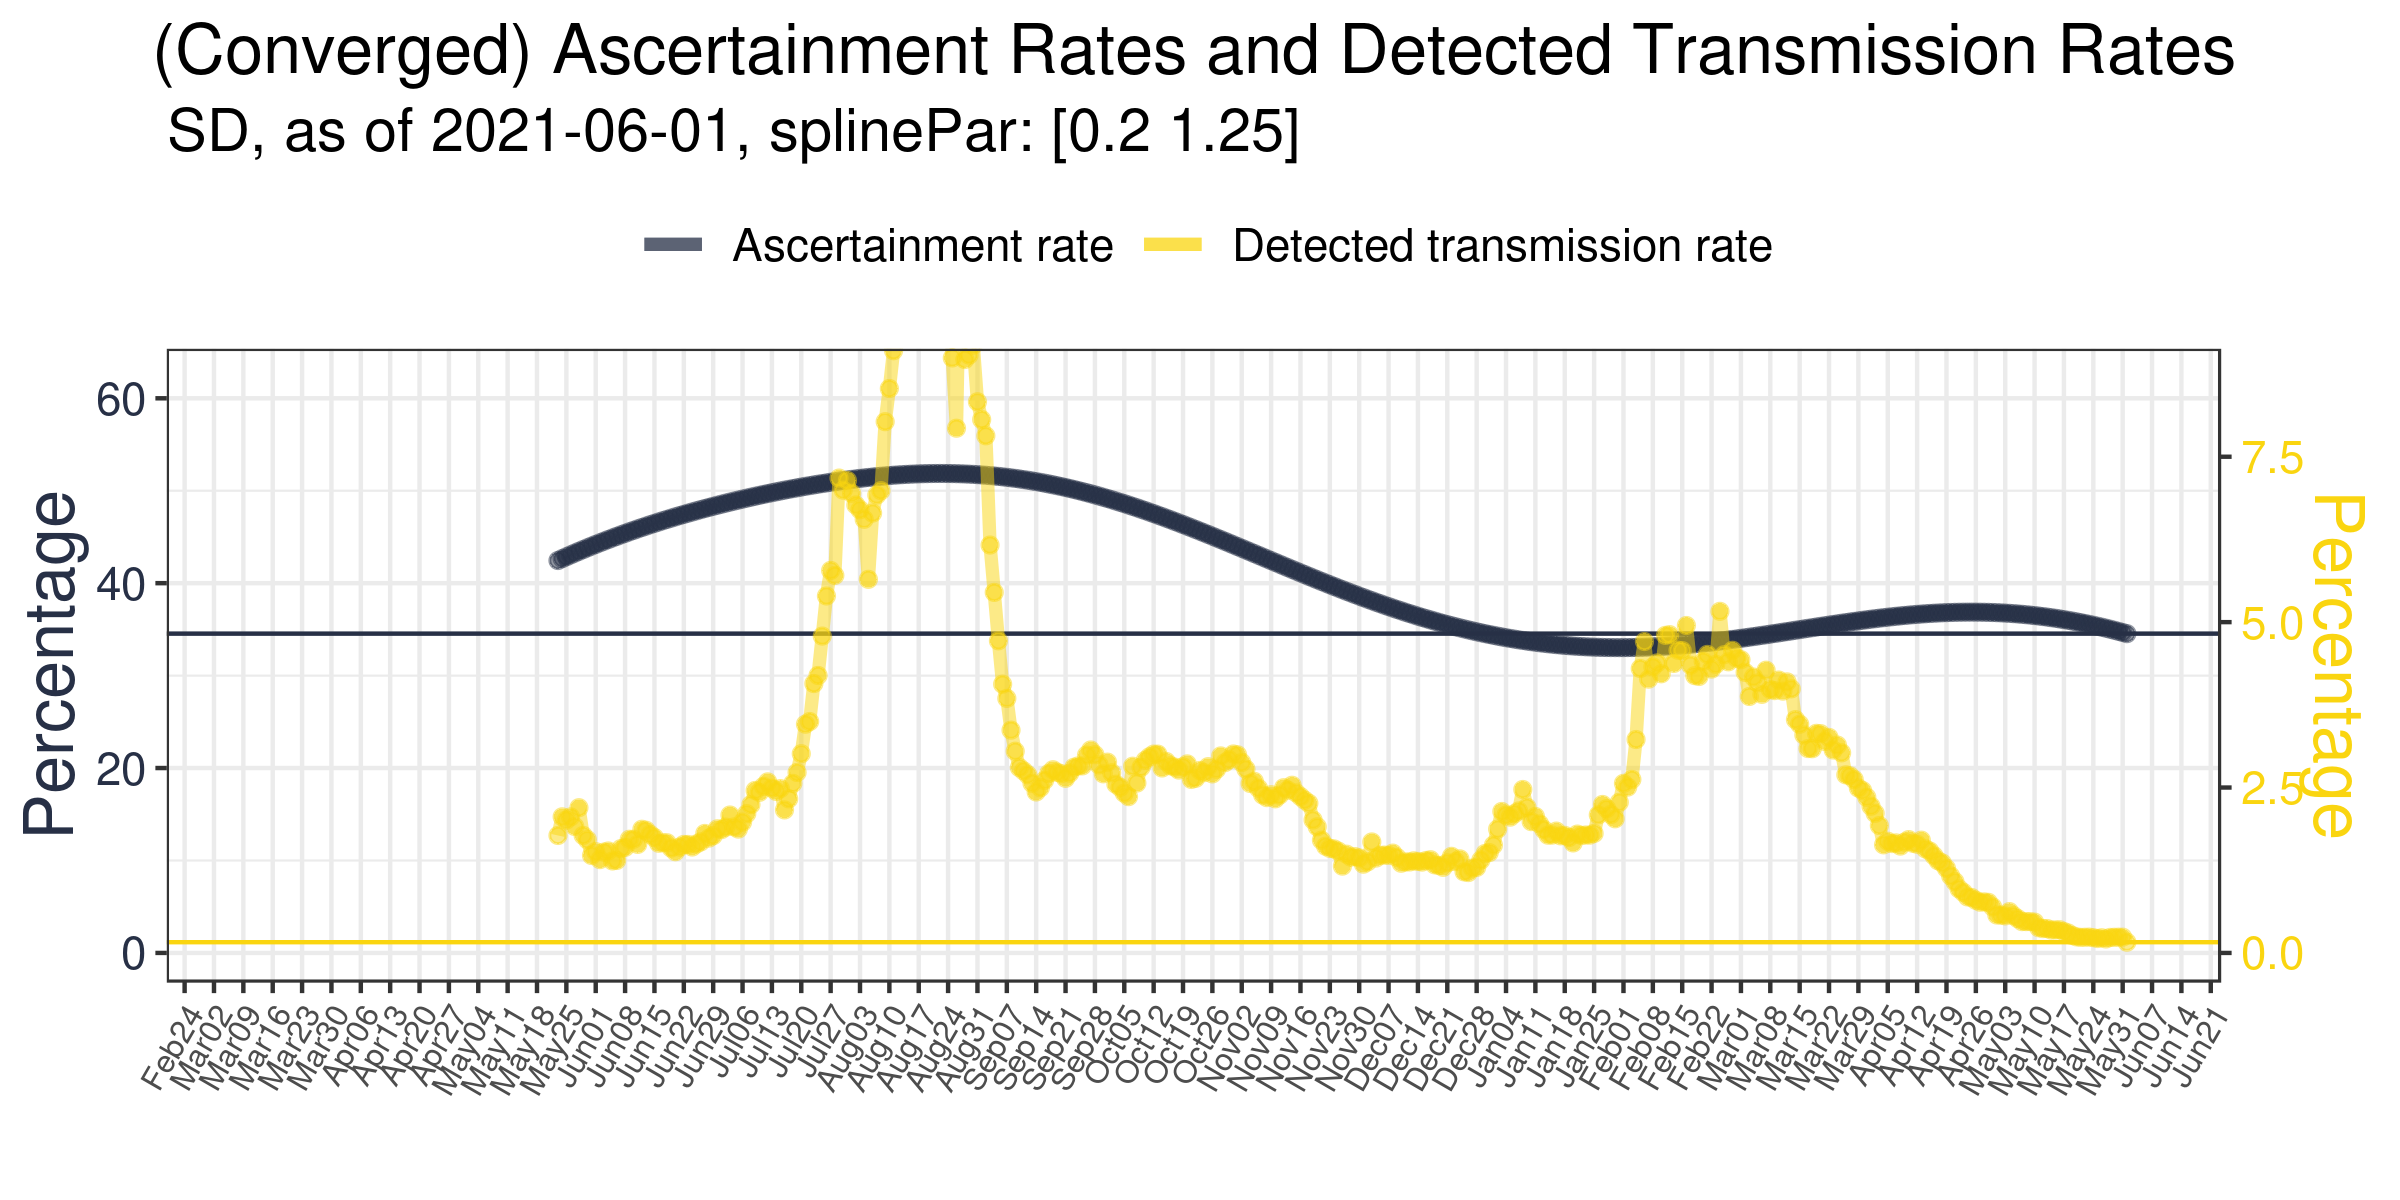 (Converged) Ascertainment Rates and Detected Transmission Rates
SD, as of 2021-06-01, splinePar: [0.2 1.25]
Ascertainment rate
Detected transmission rate
Percentage
60
40
20
0
7.5
5.0
2.5
0.0
Percentage
Feb24
Mar02
Mar09
Mar16
Mar23
Mar30
Apr06
Apr13
Apr20
Apr27
May04
May11
May18
May25
Jun01
Jun08
Jun15
Jun22
Jun29
Jul06
Jul13
Jul20
Jul27
Aug03
Aug10
Aug17
Aug24
Aug31
Sep07
Sep14
Sep21
Sep28
Oct05
Oct12
Oct19
Oct26
Nov02
Nov09
Nov16
Nov23
Nov30
Dec07
Dec14
Dec21
Dec28
Jan04
Jan11
Jan18
Jan25
Feb01
Feb08
Feb15
Feb22
Mar01
Mar08
Mar15
Mar22
Mar29
Apr05
Apr12
Apr19
Apr26
May03
May10
May17
May24
May31
Jun07
Jun14
Jun21